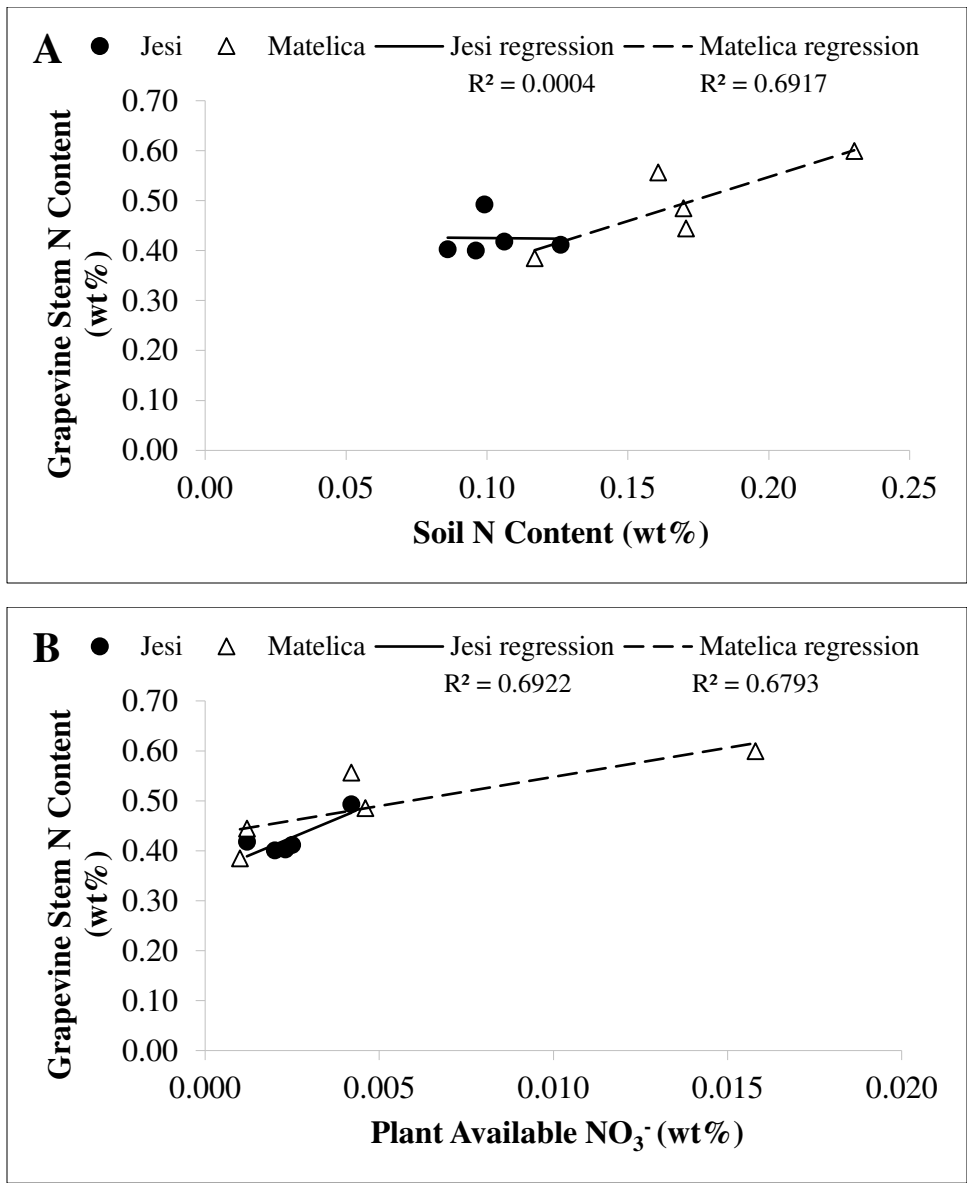 A Jesi Matelica Jesi regression Matelica regression
R² = 0.0004 R² = 0.6917
Grapevine Stem N Content
(wt%)
0.70
0.60
0.50
0.40
0.30
0.20
0.10
0.00
0.00 0.05 0.10 0.15 0.20 0.25
Soil N Content (wt%)
B Jesi Matelica Jesi regression Matelica regression
R² = 0.6922 R² = 0.6793
Grapevine Stem N Content
(wt%)
0.70
0.60
0.50
0.40
0.30
0.20
0.10
0.00
0.000 0.005 0.010 0.015 0.020
Plant Available NO₃⁻ (wt%)